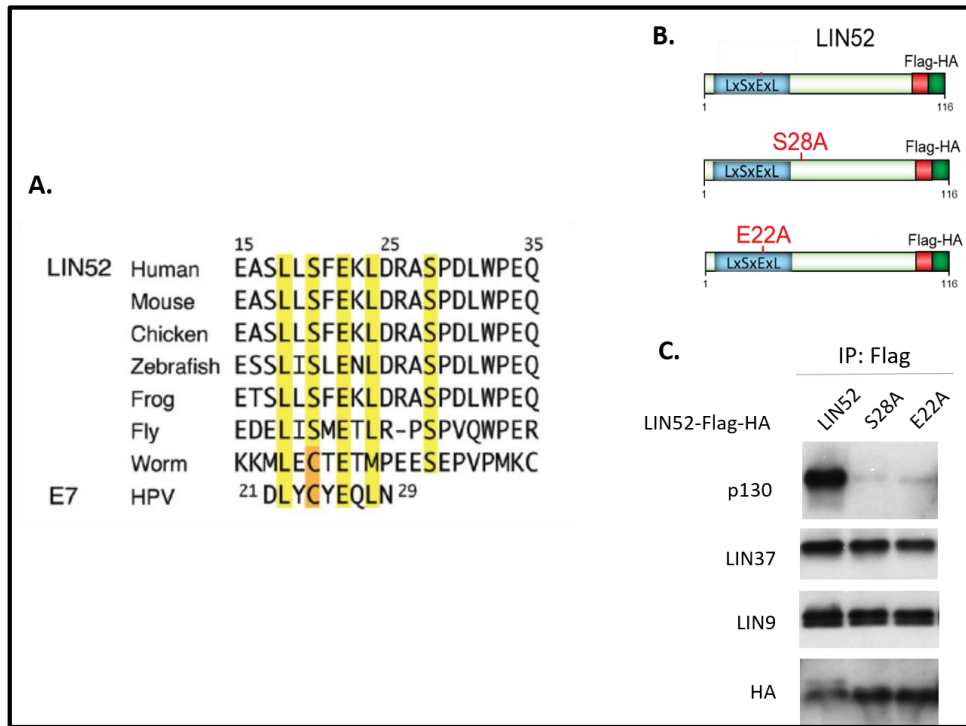 A.
15 25 35
LIN52 Human EASLLSFEKLDRASPDLWPEQ
Mouse EASLLSFEKLDRASPDLWPEQ
Chicken EASLLSFEKLDRASPDLWPEQ
Zebrafish ESSLISLENLDRASPDLWPEQ
Frog ETSLLSFEKLDRASPDLWPEQ
Fly EDELISMETLR-PSPVQWPER
Worm KKMLECTETMPEESEPVPMKC
E7 HPV 21 DLYCYEQLN 29
B.
LIN52
Flag-HA
LxSxExL
1 116
S28A
Flag-HA
LxSxExL
1 116
E22A
Flag-HA
LxSxExL
1 116
C.
IP: Flag
LIN52-Flag-HA LIN52 S28A E22A
p130
LIN37
LIN9
HA